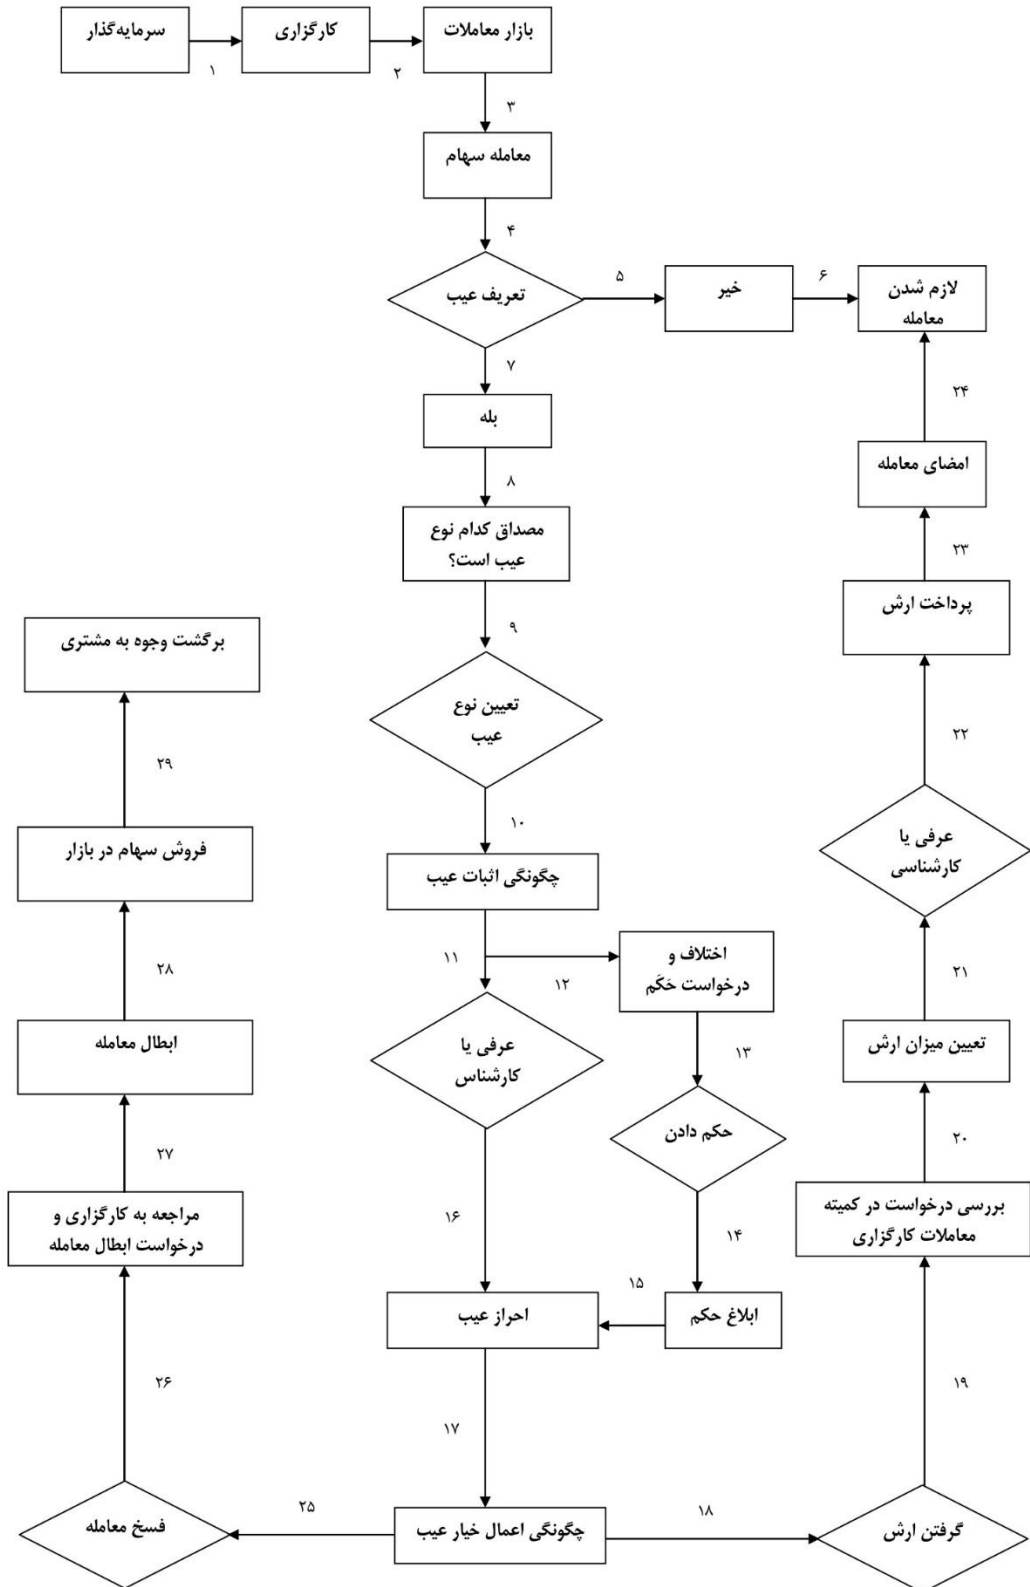 سرمایه‌گذار
۱
کارگزاری
۲
بازار معاملات
۳
معامله سهام
۴
تعریف عیب
۵
خیر
۶
لازم شدن
معامله
۷
بله
۸
مصداق کدام نوع
عیب است؟
۹
تعیین نوع
عیب
۱۰
چگونگی اثبات عیب
۱۱
۱۲
اختلاف و
درخواست حَکَم
۱۳
حکم دادن
۱۴
ابلاغ حکم
۱۵
عرفی یا
کارشناس
۱۶
احراز عیب
۱۷
چگونگی اعمال خیار عیب
۱۸
گرفتن ارش
۱۹
بررسی درخواست در کمیته
معاملات کارگزاری
۲۰
تعیین میزان ارش
۲۱
عرفی یا
کارشناسی
۲۲
پرداخت ارش
۲۳
امضای معامله
۲۴
۲۵
فسخ معامله
۲۶
مراجعه به کارگزاری و
درخواست ابطال معامله
۲۷
ابطال معامله
۲۸
فروش سهام در بازار
۲۹
برگشت وجوه به مشتری